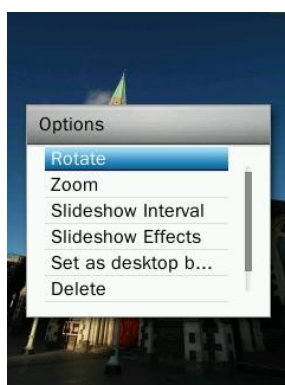 Options
Rotate
Zoom
Slideshow Interval
Slideshow Effects
Set as desktop b...
Delete